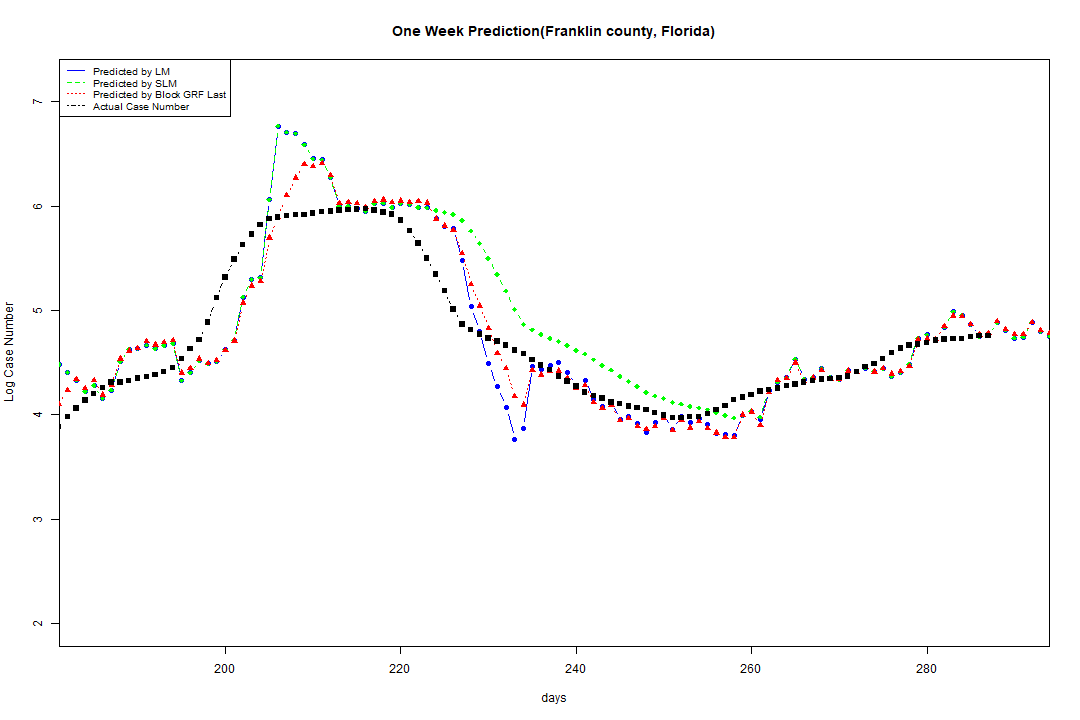 One Week Prediction(Franklin county, Florida)
Predicted by LM
Predicted by SLM
Predicted by Block GRF Last
Actual Case Number
7
6
5
4
3
2
Log Case Number
200 220 240 260 280
days